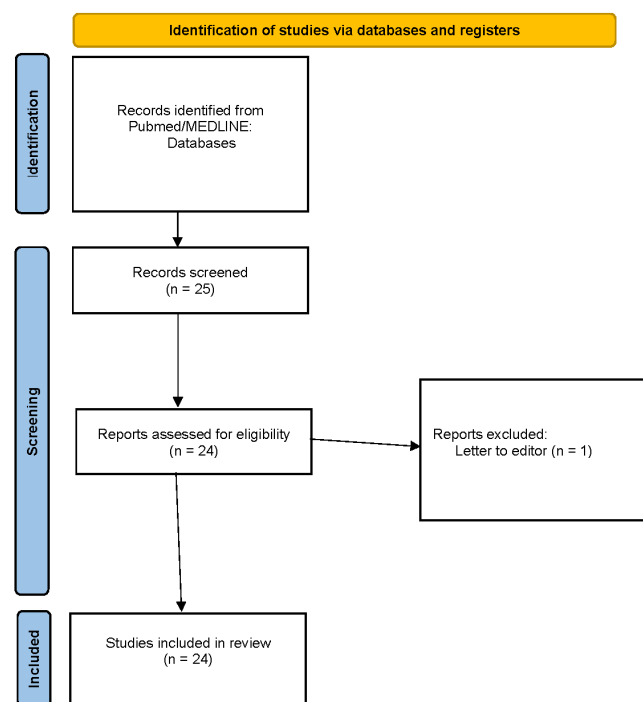 Identification of studies via databases and registers
Identification
Records identified from
Pubmed/MEDLINE:
Databases
Screening
Records screened
(n = 25)
Reports assessed for eligibility
(n = 24)
Reports excluded:
Letter to editor (n = 1)
Included
Studies included in review
(n = 24)